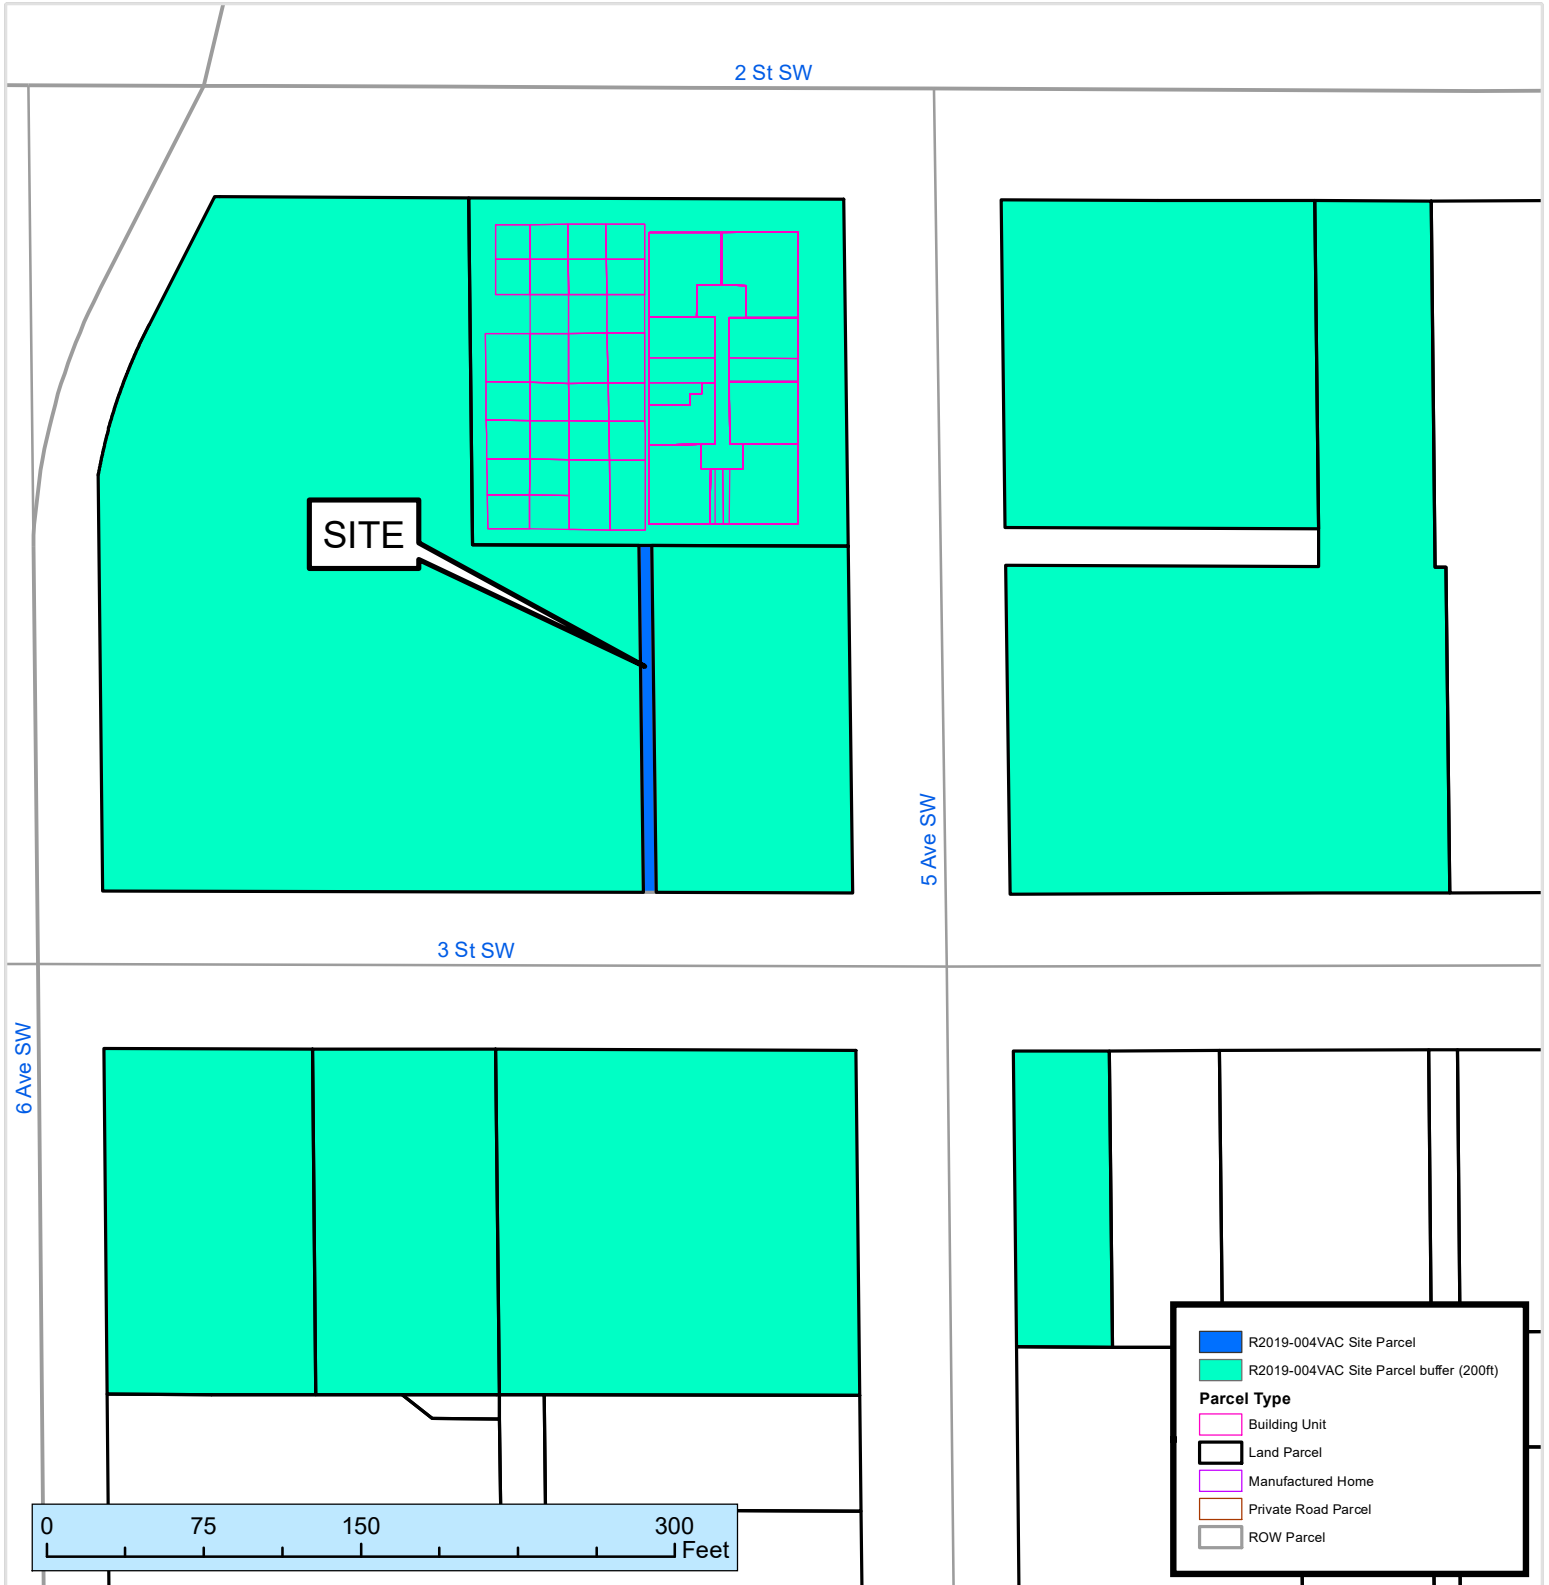 2 St SW
SITE
5 Ave SW
3 St SW
6 Ave SW
R2019-004VAC Site Parcel
R2019-004VAC Site Parcel buffer (200ft)
Parcel Type
Building Unit
Land Parcel
Manufactured Home
Private Road Parcel
ROW Parcel
0 75 150 300
Feet